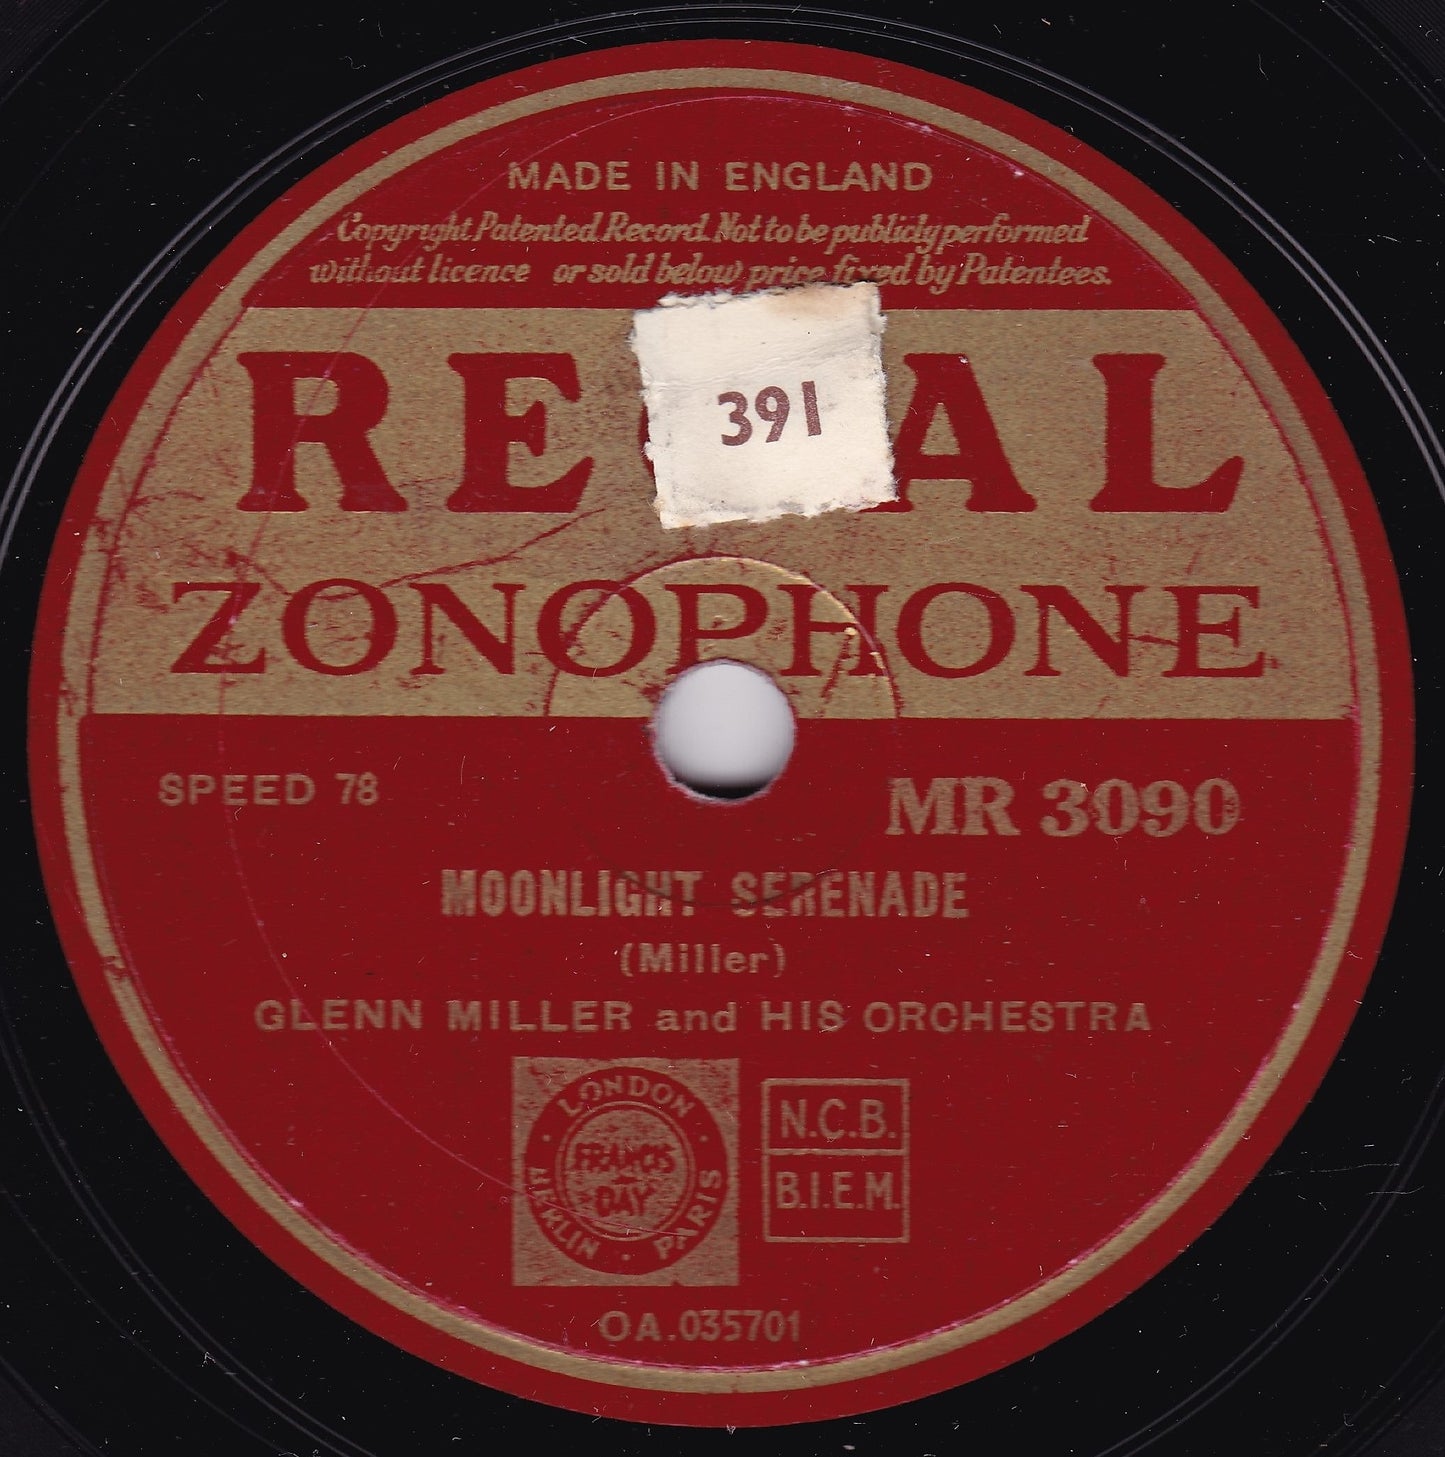 MADE IN ENGLAND
Copyright Patented Record. Not to be publicly performed
without licence or sold below price fixed by Patentees.
391
RE AL
ZONOPHONE
SPEED 78
MR 3090
MOONLIGHT SERENADE
(Miller)
GLENN MILLER and HIS ORCHESTRA
LONDON
FRANCIS
DAY
BERLIN · PARIS
N.C.B.
B.I.E.M.
OA.035701